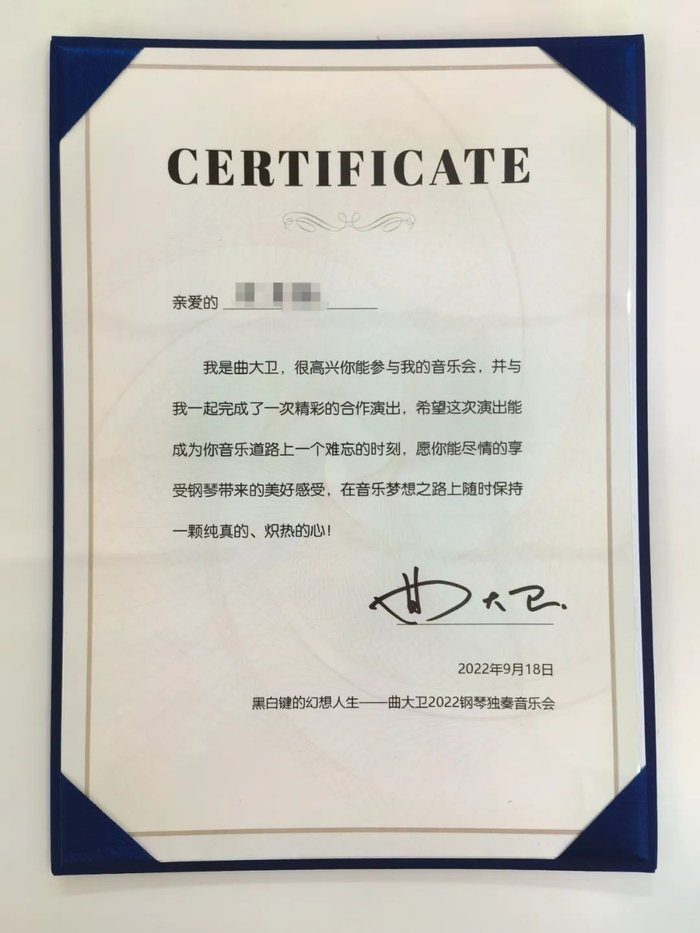 CERTIFICATE
亲爱的
我是曲大卫，很高兴你能参与我的音乐会，并与
我一起完成了一次精彩的合作演出，希望这次演出能
成为你音乐道路上一个难忘的时刻，愿你能尽情的享
受钢琴带来的美好感受，在音乐梦想之路上随时保持
一颗纯真的、炽热的心！
曲大卫
2022年9月18日
黑白键的幻想人生——曲大卫2022钢琴独奏音乐会